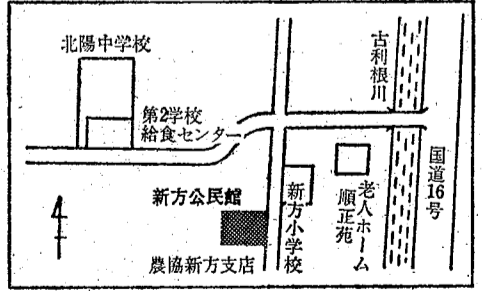 北陽中学校
第2学校
給食センター
古利根川
国道16号
新方公民館
新方小学校
老人ホーム
順正苑
農協新方支店